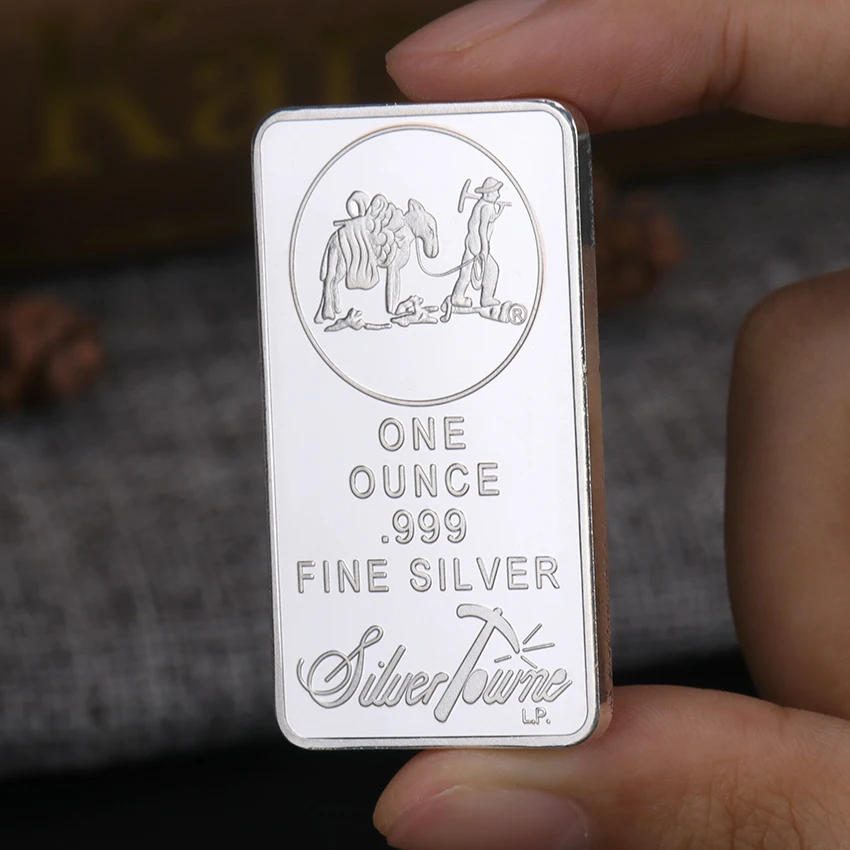 ®
ONE
OUNCE
.999
FINE SILVER
SilverTowne
L.P.